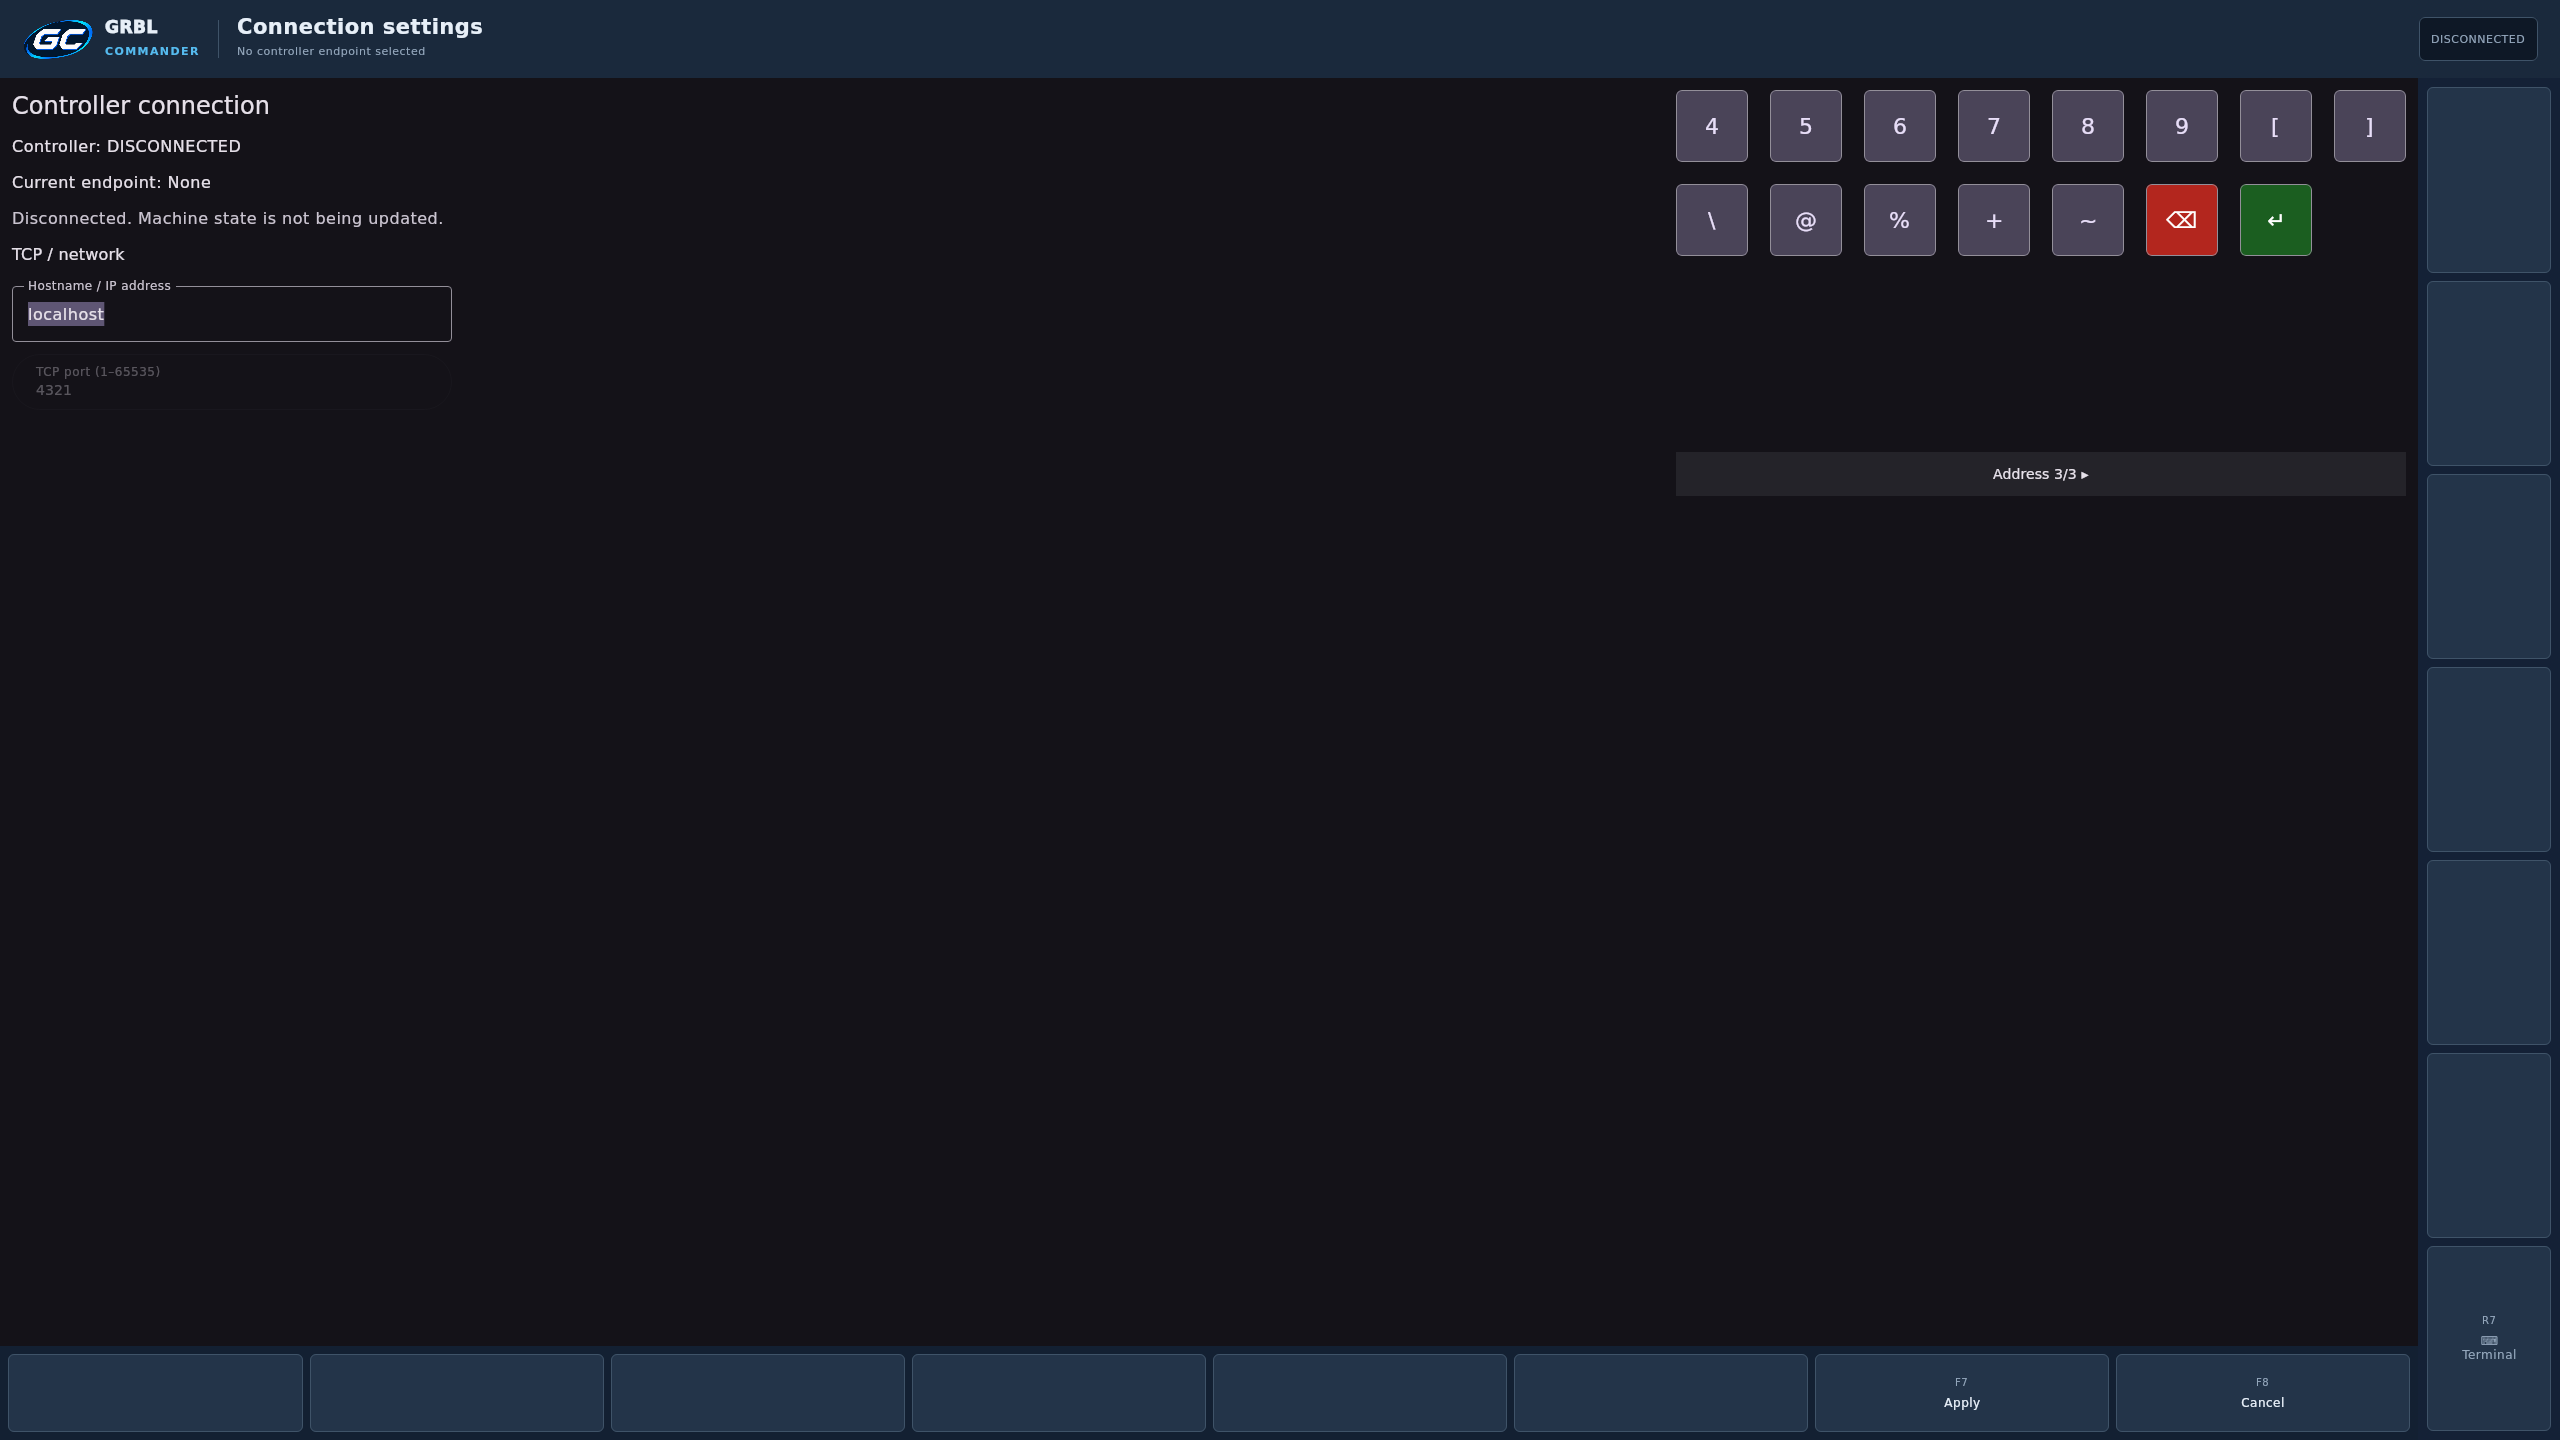 GC
GRBL
COMMANDER
Connection settings
No controller endpoint selected
DISCONNECTED
Controller connection
Controller: DISCONNECTED
Current endpoint: None
Disconnected. Machine state is not being updated.
TCP / network
Hostname / IP address
localhost
TCP port (1–65535)
4321
4 5 6 7 8 9 [ ]
\ @ % + ~ ⌫ ↵
Address 3/3 ▸
R7
⌨
Terminal
F7
Apply
F8
Cancel